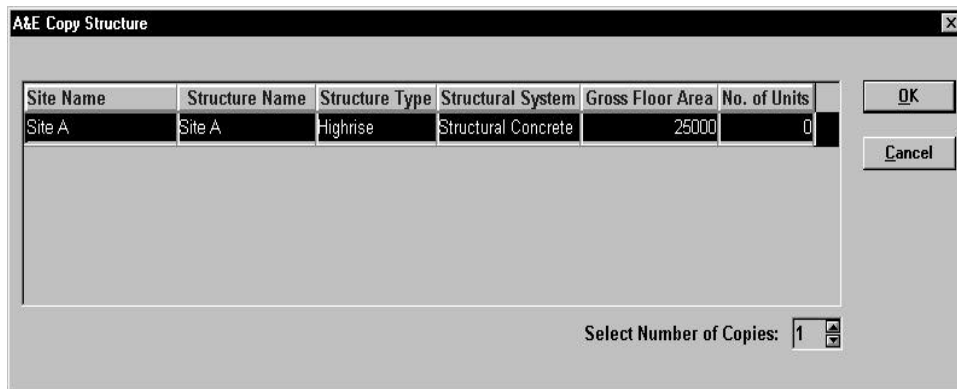 A&E Copy Structure
Site Name Structure Name Structure Type Structural System Gross Floor Area No. of Units
Site A Site A Highrise Structural Concrete 25000 0
OK
Cancel
Select Number of Copies: 1